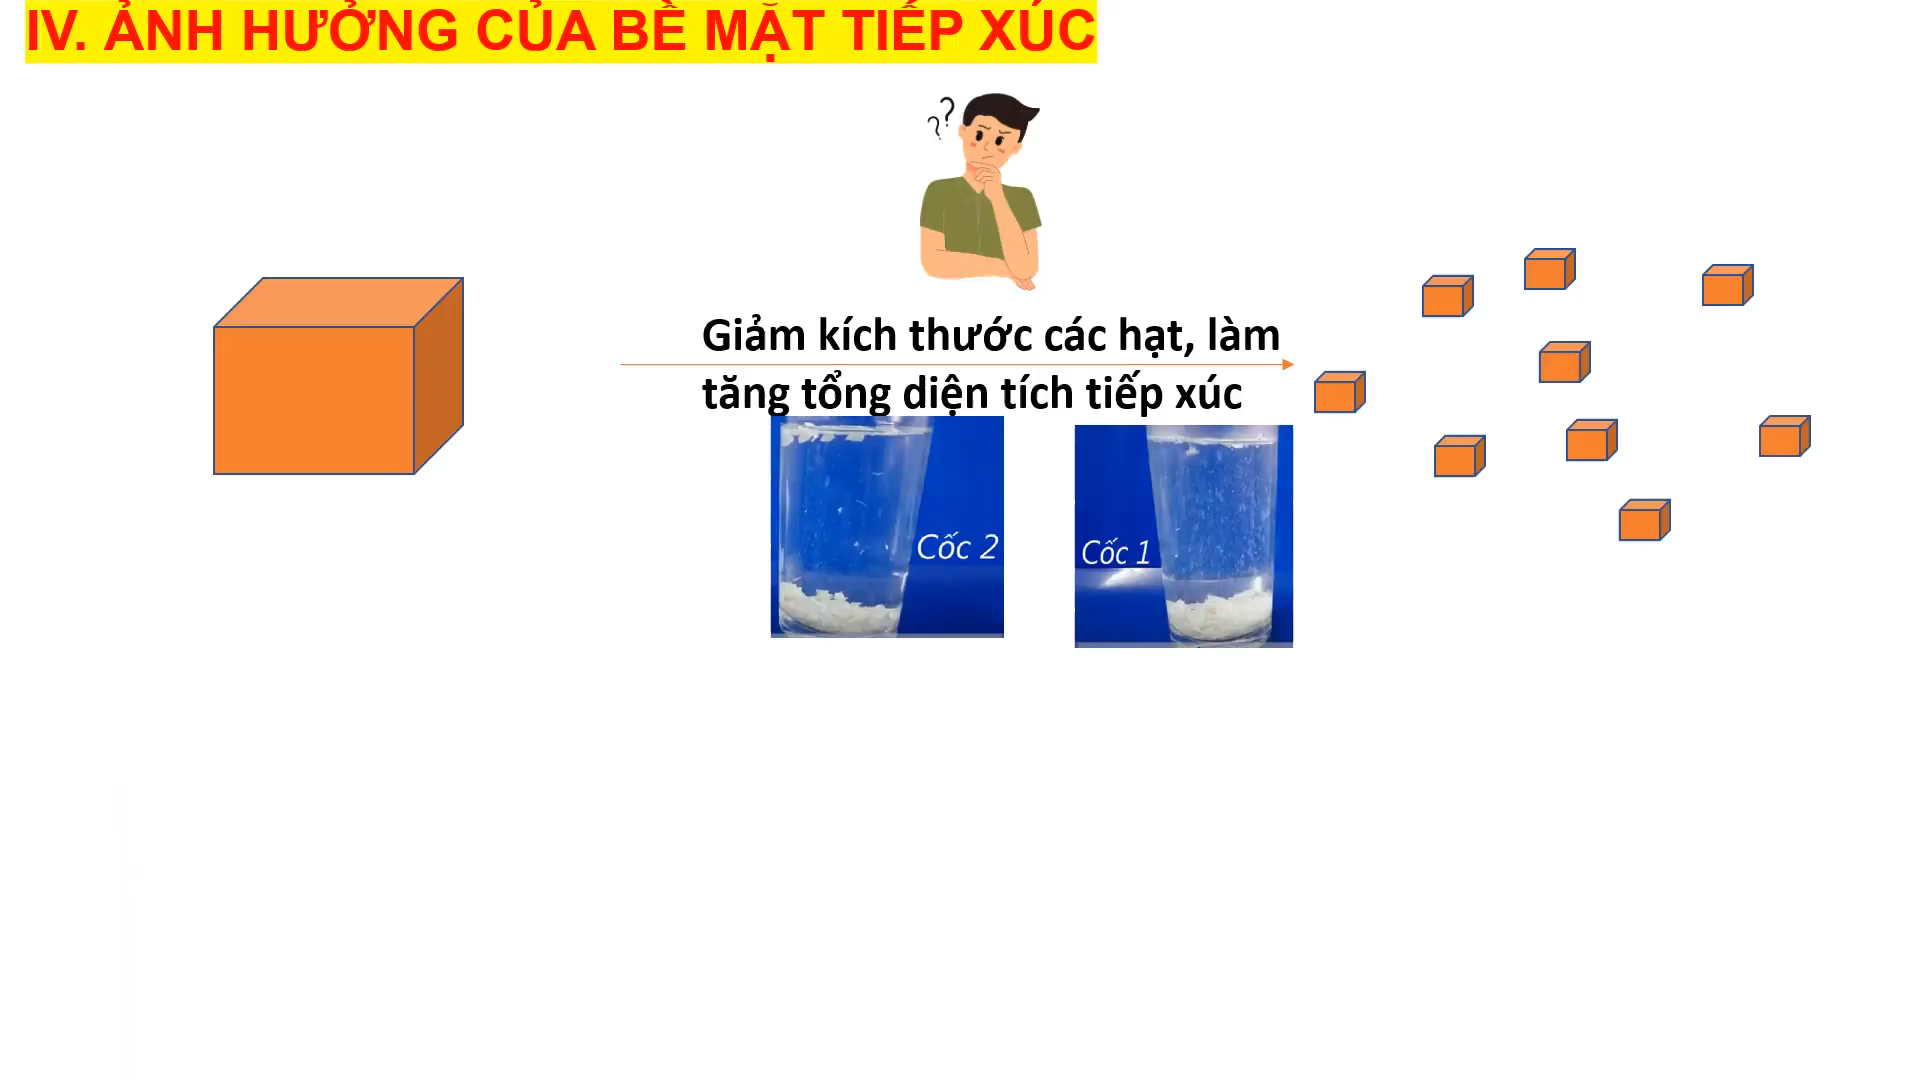 IV. ẢNH HƯỞNG CỦA BỀ MẶT TIẾP XÚC
??
Giảm kích thước các hạt, làm
tăng tổng diện tích tiếp xúc
Cốc 2
Cốc 1